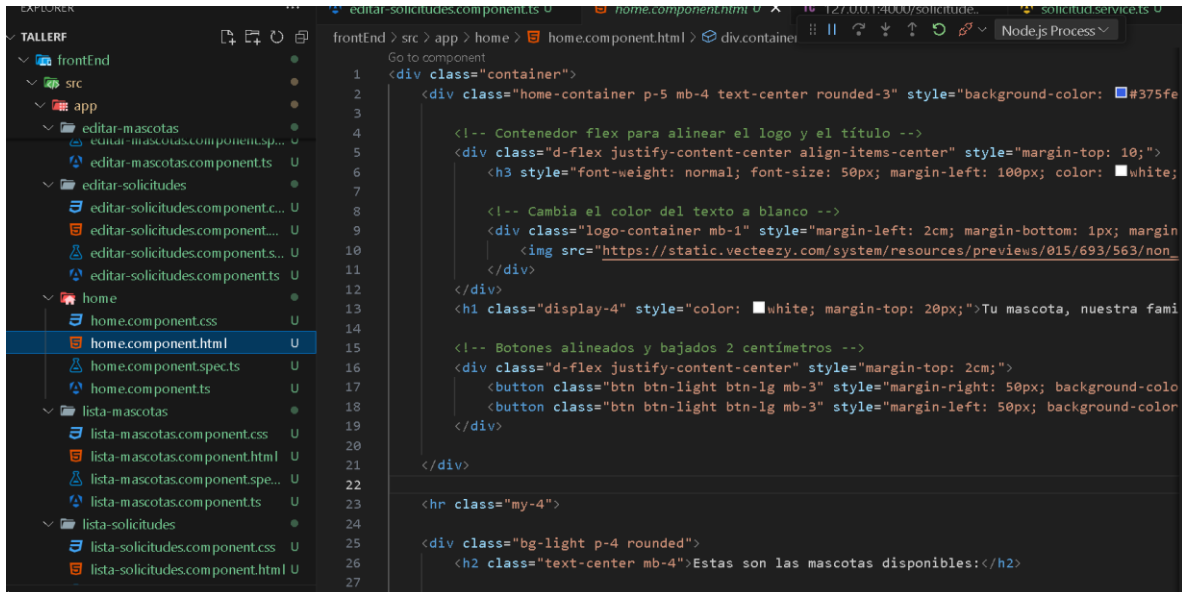 EXPLORER
editar-solicitudes.component.ts U
home.component.html U
127.0.0.1:4000/solicitude..
solicitud.service.ts U
TALLERF
frontEnd > src > app > home > home.component.html > div.container
Node.js Process
frontEnd
src
app
editar-mascotas
editar-mascotas.component.sp... U
editar-mascotas.component.ts U
editar-solicitudes
editar-solicitudes.component.c... U
editar-solicitudes.component.... U
editar-solicitudes.component.s... U
editar-solicitudes.component.ts U
home
home.component.css U
home.component.html U
home.component.spec.ts U
home.component.ts U
lista-mascotas
lista-mascotas.component.css U
lista-mascotas.component.html U
lista-mascotas.component.spe... U
lista-mascotas.component.ts U
lista-solicitudes
lista-solicitudes.component.css U
lista-solicitudes.component.html U
Go to component
1 <div class="container">
2 <div class="home-container p-5 mb-4 text-center rounded-3" style="background-color: #375fe
3
4 <!-- Contenedor flex para alinear el logo y el título -->
5 <div class="d-flex justify-content-center align-items-center" style="margin-top: 10;">
6 <h3 style="font-weight: normal; font-size: 50px; margin-left: 100px; color: white;
7
8 <!-- Cambia el color del texto a blanco -->
9 <div class="logo-container mb-1" style="margin-left: 2cm; margin-bottom: 1px; margin
10 <img src="https://static.vecteezy.com/system/resources/previews/015/693/563/non_
11 </div>
12 </div>
13 <h1 class="display-4" style="color: white; margin-top: 20px;">Tu mascota, nuestra fami
14
15 <!-- Botones alineados y bajados 2 centímetros -->
16 <div class="d-flex justify-content-center" style="margin-top: 2cm;">
17 <button class="btn btn-light btn-lg mb-3" style="margin-right: 50px; background-colo
18 <button class="btn btn-light btn-lg mb-3" style="margin-left: 50px; background-color
19 </div>
20
21 </div>
22
23 <hr class="my-4">
24
25 <div class="bg-light p-4 rounded">
26 <h2 class="text-center mb-4">Estas son las mascotas disponibles:</h2>
27